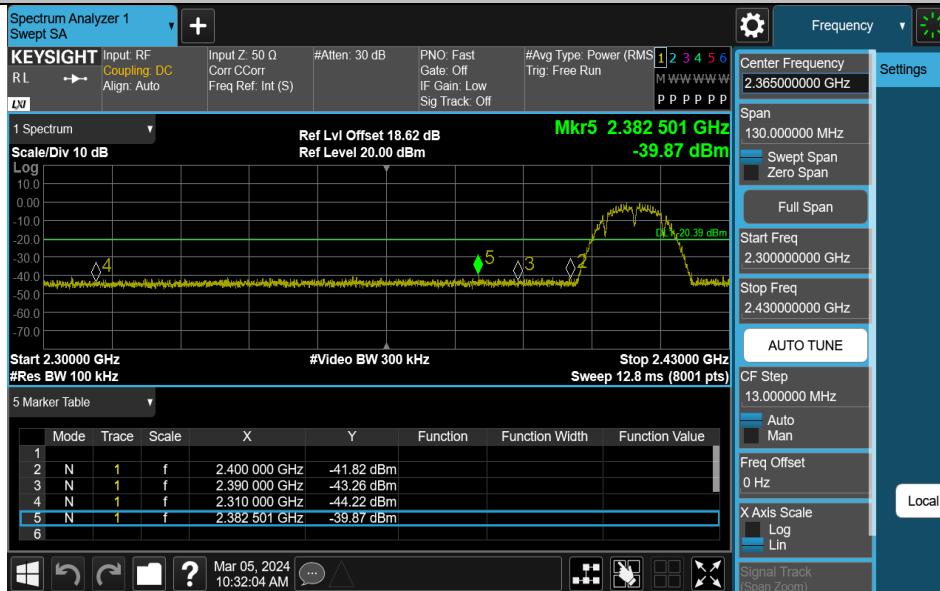 Spectrum Analyzer 1
Swept SA
+
Frequency
KEYSIGHT
RL
LXI
Input: RF
Coupling: DC
Align: Auto
Input Z: 50 Ω
Corr CCorr
Freq Ref: Int (S)
#Atten: 30 dB
PNO: Fast
Gate: Off
IF Gain: Low
Sig Track: Off
#Avg Type: Power (RMS
Trig: Free Run
1 2 3 4 5 6
M W W W W W
P P P P P P
1 Spectrum
Scale/Div 10 dB
Ref Lvl Offset 18.62 dB
Ref Level 20.00 dBm
Mkr5 2.382 501 GHz
-39.87 dBm
Log
10.0
0.00
-10.0
-20.0
-30.0
-40.0
-50.0
-60.0
-70.0
DL1 -20.39 dBm
4
5
3
2
Start 2.30000 GHz
#Video BW 300 kHz
Stop 2.43000 GHz
#Res BW 100 kHz
Sweep 12.8 ms (8001 pts)
5 Marker Table
Mode Trace Scale X Y Function Function Width Function Value
1
2 N 1 f 2.400 000 GHz -41.82 dBm
3 N 1 f 2.390 000 GHz -43.26 dBm
4 N 1 f 2.310 000 GHz -44.22 dBm
5 N 1 f 2.382 501 GHz -39.87 dBm
6
?
Mar 05, 2024
10:32:04 AM
Center Frequency
2.365000000 GHz
Span
130.000000 MHz
Swept Span
Zero Span
Full Span
Start Freq
2.300000000 GHz
Stop Freq
2.430000000 GHz
AUTO TUNE
CF Step
13.000000 MHz
Auto
Man
Freq Offset
0 Hz
X Axis Scale
Log
Lin
Signal Track
(Span Zoom)
Settings
Local